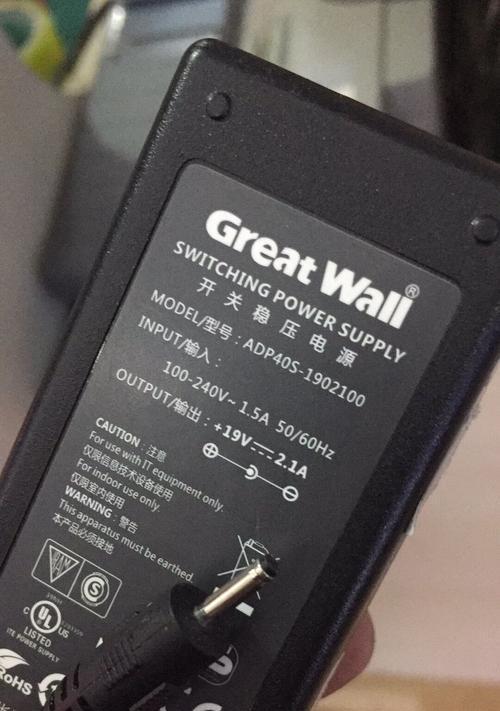 Great Wall®
SWITCHING POWER SUPPLY
开关稳压电源
MODEL/型号: ADP40S-1902100
INPUT/输入:
100-240V~ 1.5A 50/60Hz
OUTPUT/输出: +19V⎓2.1A
CAUTION: 注意
For use with IT equipment only.
仅限信息技术设备使用
For indoor use only.
仅限室内使用
WARNING: 警告
This apparatus must be earthed.
本产品必须接地
S
C UL US
LISTED
ITE POWER SUPPLY
RoHS